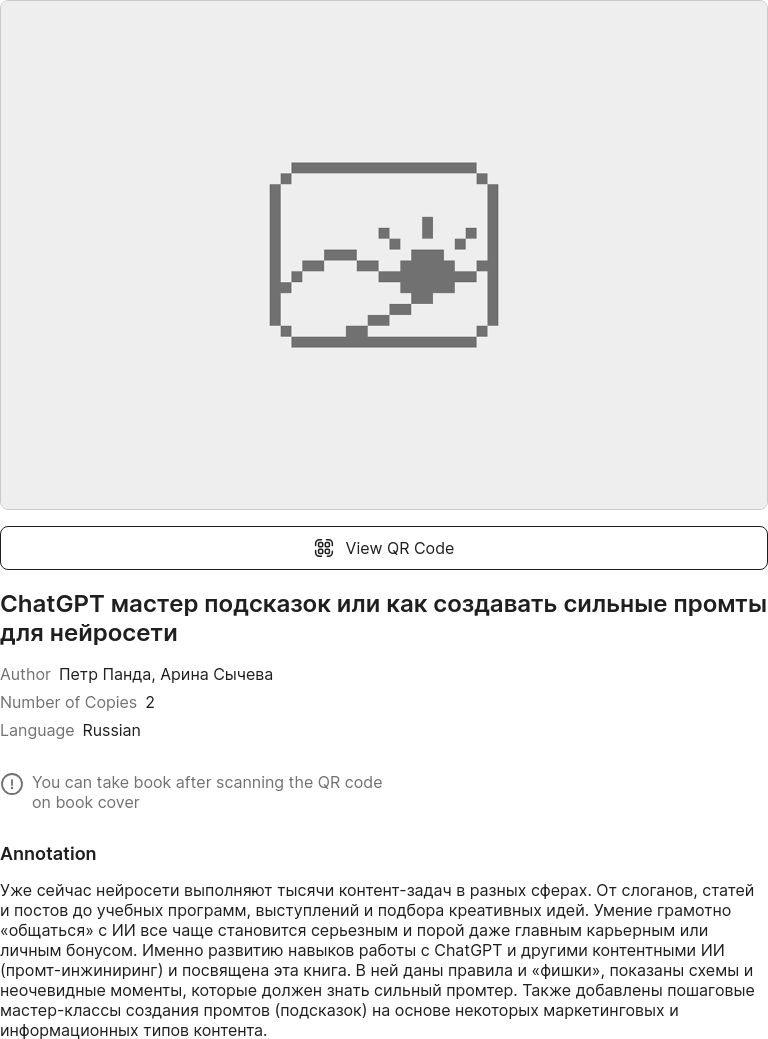 View QR Code
ChatGPT мастер подсказок или как создавать сильные промты
для нейросети
Author Петр Панда, Арина Сычева
Number of Copies 2
Language Russian
You can take book after scanning the QR code
on book cover
Annotation
Уже сейчас нейросети выполняют тысячи контент-задач в разных сферах. От слоганов, статей
и постов до учебных программ, выступлений и подбора креативных идей. Умение грамотно
«общаться» с ИИ все чаще становится серьезным и порой даже главным карьерным или
личным бонусом. Именно развитию навыков работы с ChatGPT и другими контентными ИИ
(промт-инжиниринг) и посвящена эта книга. В ней даны правила и «фишки», показаны схемы и
неочевидные моменты, которые должен знать сильный промтер. Также добавлены пошаговые
мастер-классы создания промтов (подсказок) на основе некоторых маркетинговых и
информационных типов контента.